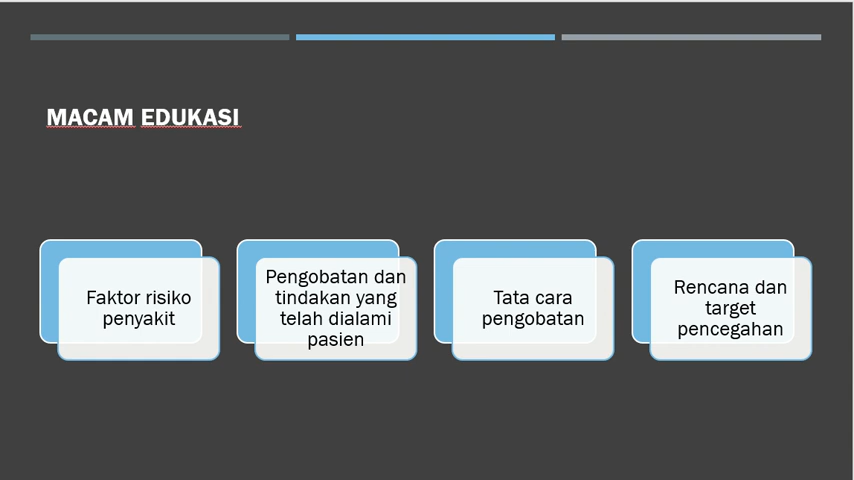 MACAM EDUKASI
Faktor risiko
penyakit
Pengobatan dan
tindakan yang
telah dialami
pasien
Tata cara
pengobatan
Rencana dan
target
pencegahan